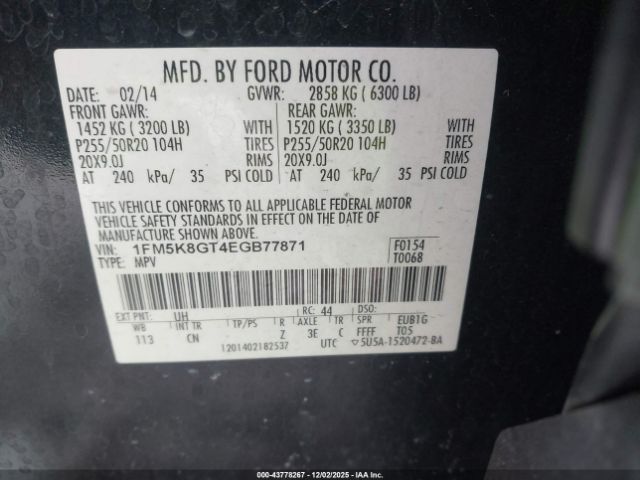 MFD. BY FORD MOTOR CO.
DATE: 02/14 GVWR: 2858 KG ( 6300 LB)
FRONT GAWR: REAR GAWR:
1452 KG ( 3200 LB) WITH 1520 KG ( 3350 LB) WITH
P255/50R20 104H TIRES P255/50R20 104H TIRES
20X9.0J RIMS 20X9.0J RIMS
AT 240 kPa/ 35 PSI COLD AT 240 kPa/ 35 PSI COLD
THIS VEHICLE CONFORMS TO ALL APPLICABLE FEDERAL MOTOR
VEHICLE SAFETY STANDARDS IN EFFECT ON THE DATE OF
MANUFACTURE SHOWN ABOVE.
VIN: 1FM5K8GT4EGB77871 F0154
TYPE: MPV T0068
EXT PNT: UH RC: 44 DSO:
WB INT TR TP/PS R AXLE TR SPR EUB1G
113 CN Z 3E C FFFF T05
1201402182537 UTC ▽5U5A-1520472-BA
Stock No: 43778267 12/02/2025 IAA Inc.